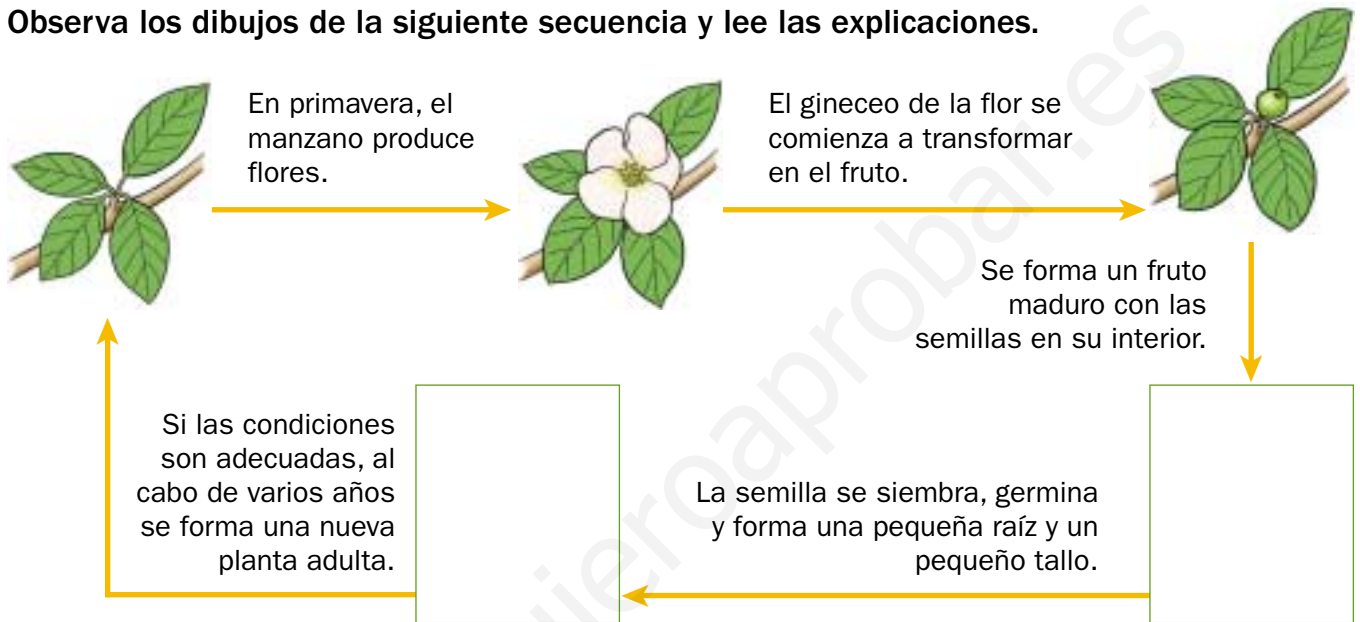 Observa los dibujos de la siguiente secuencia y lee las explicaciones.
En primavera, el
manzano produce
flores.
El gineceo de la flor se
comienza a transformar
en el fruto.
Se forma un fruto
maduro con las
semillas en su interior.
La semilla se siembra, germina
y forma una pequeña raíz y un
pequeño tallo.
Si las condiciones
son adecuadas, al
cabo de varios años
se forma una nueva
planta adulta.